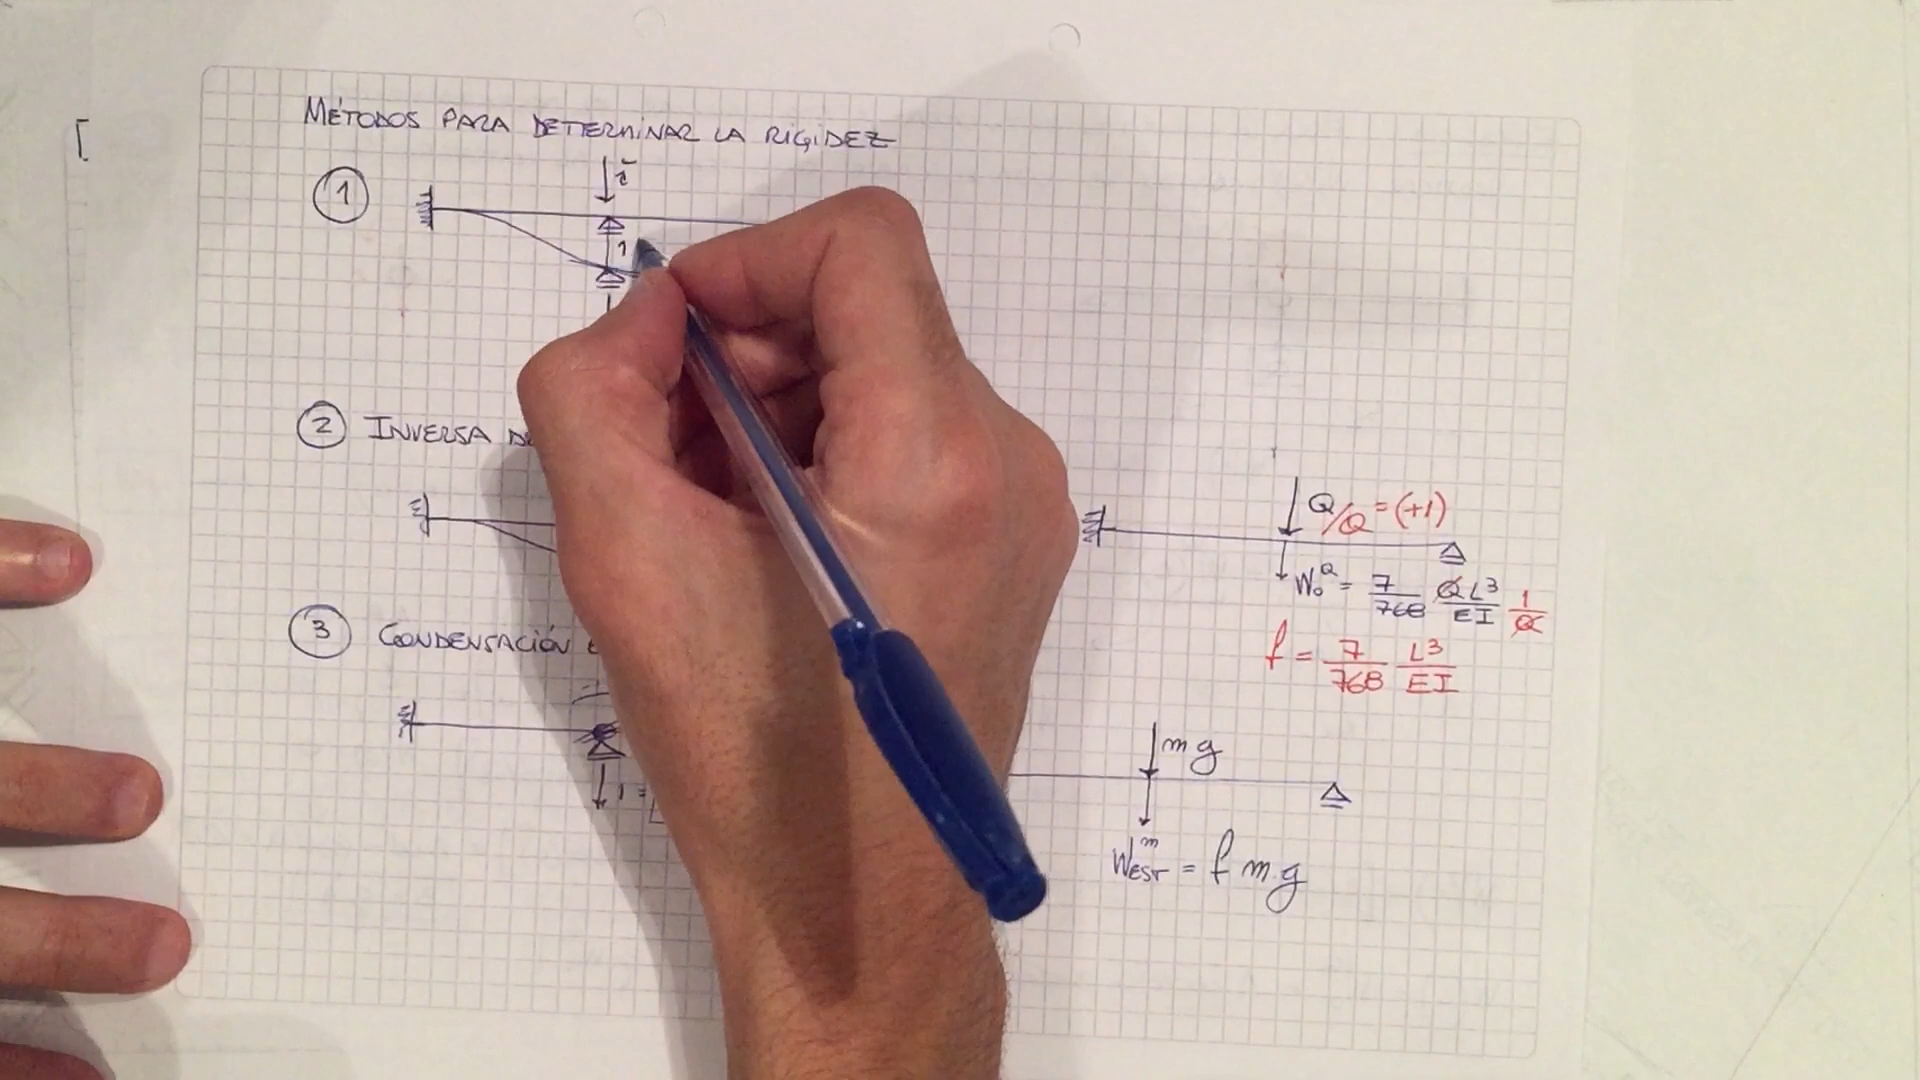 MÉTODOS PARA DETERMINAR LA RIGIDEZ
1
1
2 INVERSA
Q/Q = (+1)
W₀^Q = 7/768 QL³/EI 1/Q
f = 7/768 L³/EI
3 CONDENSACIÓN
1 =
mg
W_EST^m = f m.g